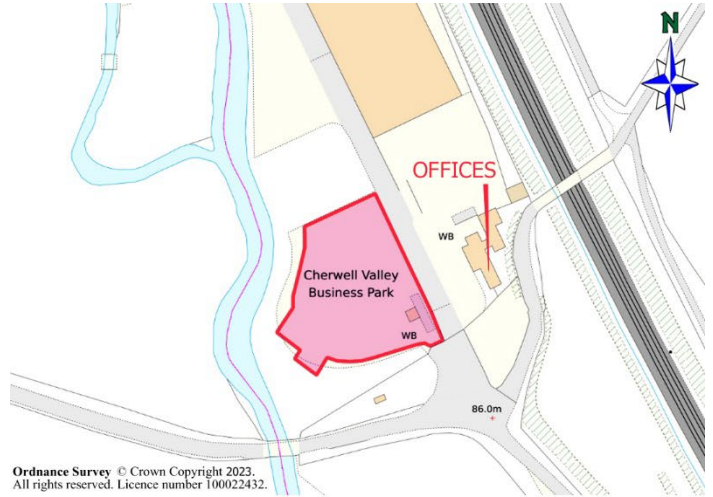 N
OFFICES
WB
Cherwell Valley
Business Park
WB
86.0m
Ordnance Survey © Crown Copyright 2023.
All rights reserved. Licence number 100022432.